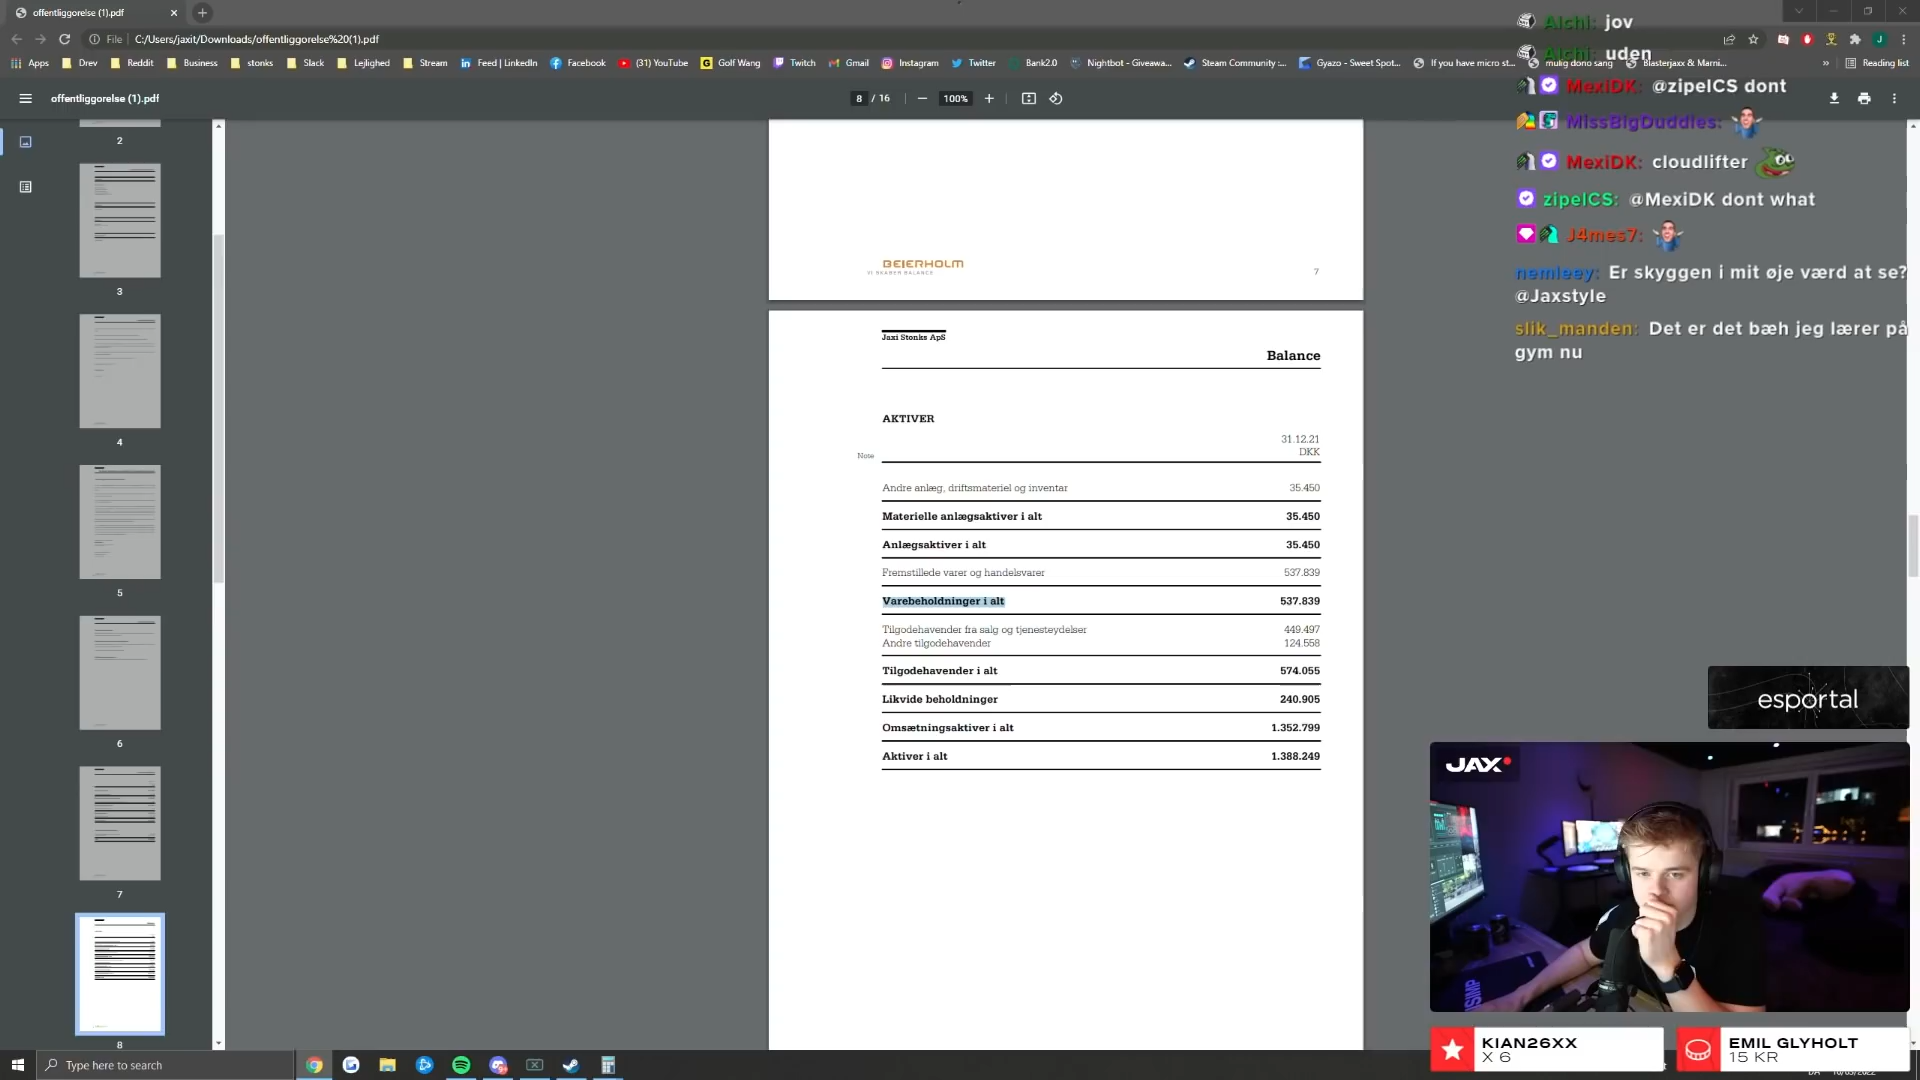 offentliggorelse (1).pdf
File
C:/Users/jaxit/Downloads/offentliggorelse%20(1).pdf
Apps
Drev
Reddit
Business
stonks
Slack
Lejlighed
Stream
Feed | LinkedIn
Facebook
(31) YouTube
Golf Wang
Twitch
Gmail
Instagram
Twitter
Bank2.0
Nightbot - Giveawa...
Steam Community :...
Gyazo - Sweet Spot...
If you have micro st...
mulig dono sang
Blasterjaxx & Marni...
»
Reading list
offentliggorelse (1).pdf
8 / 16
100%
2
3
4
5
6
7
8
BEIERHOLM
VI SKABER BALANCE
7
Jaxi Stonks ApS
Balance
AKTIVER
31.12.21
Note DKK
Andre anlæg, driftsmateriel og inventar 35.450
Materielle anlægsaktiver i alt 35.450
Anlægsaktiver i alt 35.450
Fremstillede varer og handelsvarer 537.839
Varebeholdninger i alt 537.839
Tilgodehavender fra salg og tjenesteydelser 449.497
Andre tilgodehavender 124.558
Tilgodehavender i alt 574.055
Likvide beholdninger 240.905
Omsætningsaktiver i alt 1.352.799
Aktiver i alt 1.388.249
Alchi: jov
Alchi: uden
MexiDK: @zipelCS dont
MissBigDuddies:
MexiDK: cloudlifter
zipelCS: @MexiDK dont what
J4mes7:
nemleey: Er skyggen i mit øje værd at se?
@Jaxstyle
slik_manden: Det er det bæh jeg lærer på
gym nu
esportal
JAX
KIAN26XX
X 6
EMIL GLYHOLT
15 KR
Type here to search